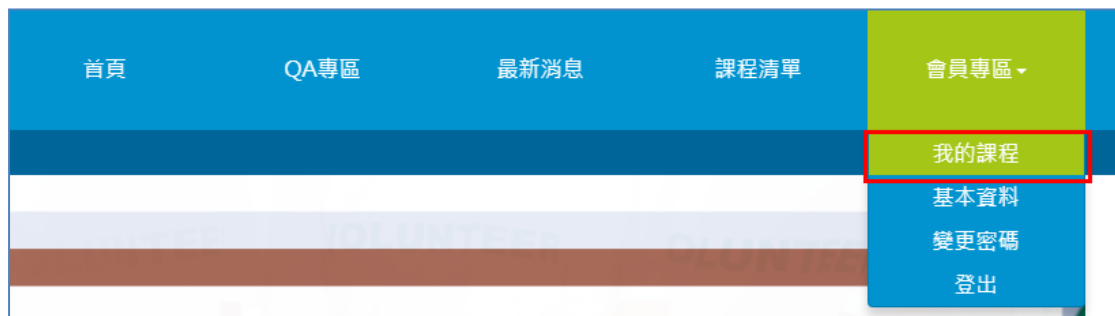 首頁
QA專區
最新消息
課程清單
會員專區
我的課程
基本資料
變更密碼
登出
VOLUNTEER